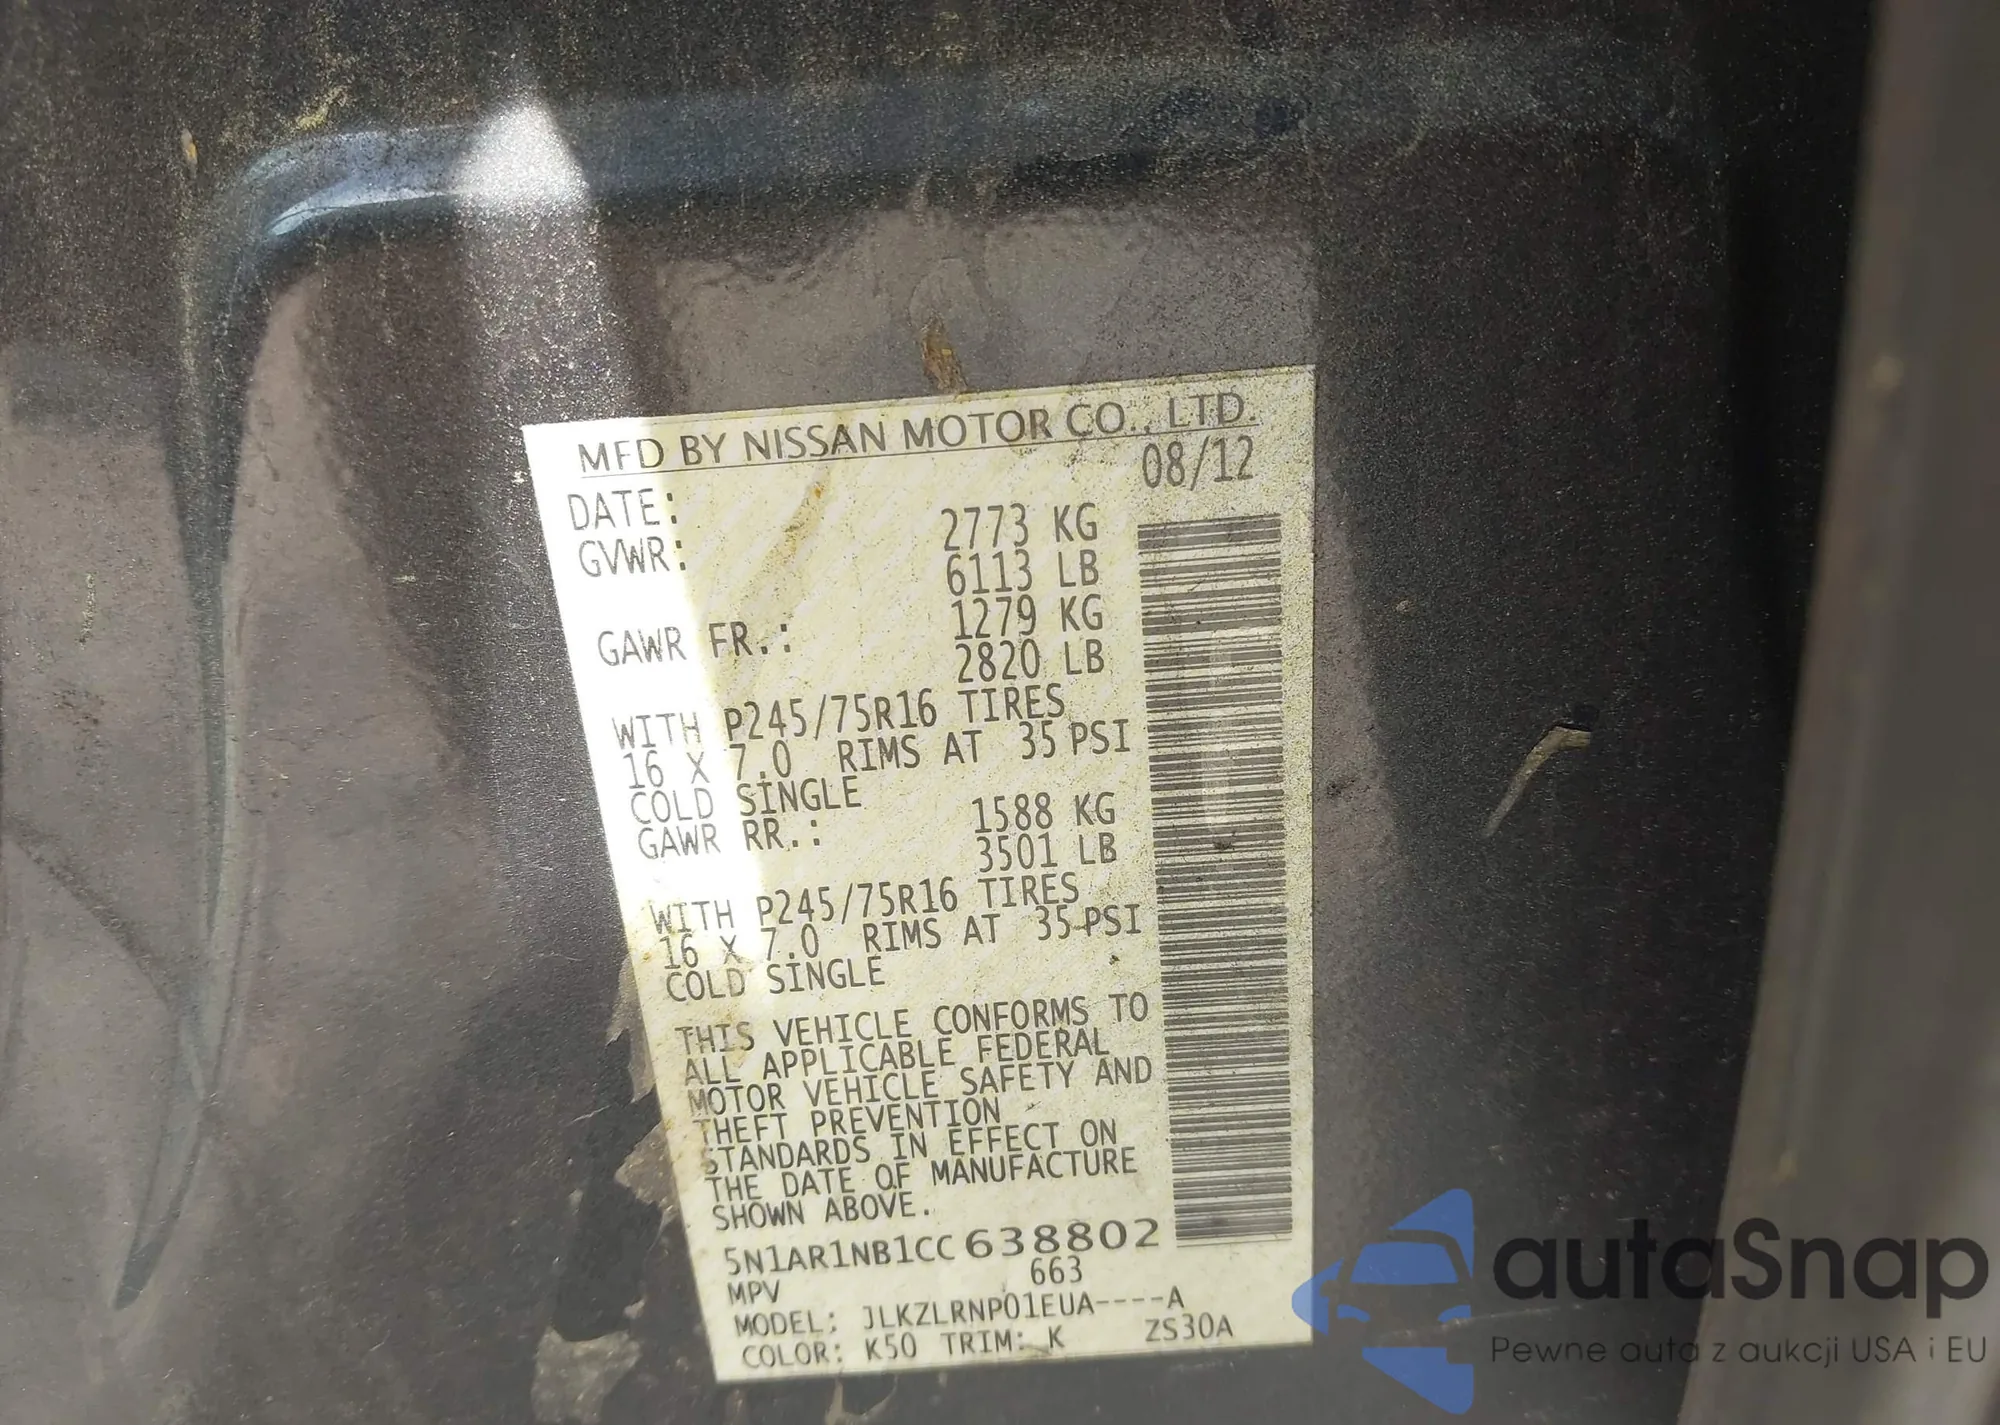 MFD BY NISSAN MOTOR CO., LTD.
DATE: 08/12
GVWR: 2773 KG
6113 LB
GAWR FR.: 1279 KG
2820 LB
WITH P245/75R16 TIRES
16 X 7.0 RIMS AT 35 PSI
COLD SINGLE
GAWR RR.: 1588 KG
3501 LB
WITH P245/75R16 TIRES
16 X 7.0 RIMS AT 35 PSI
COLD SINGLE
THIS VEHICLE CONFORMS TO
ALL APPLICABLE FEDERAL
MOTOR VEHICLE SAFETY AND
THEFT PREVENTION
STANDARDS IN EFFECT ON
THE DATE OF MANUFACTURE
SHOWN ABOVE.
5N1AR1NB1CC638802
MPV 663
MODEL: JLKZLRNP01EUA----A
COLOR: K50 TRIM: K ZS30A
autoSnap
Pewne auta z aukcji USA i EU